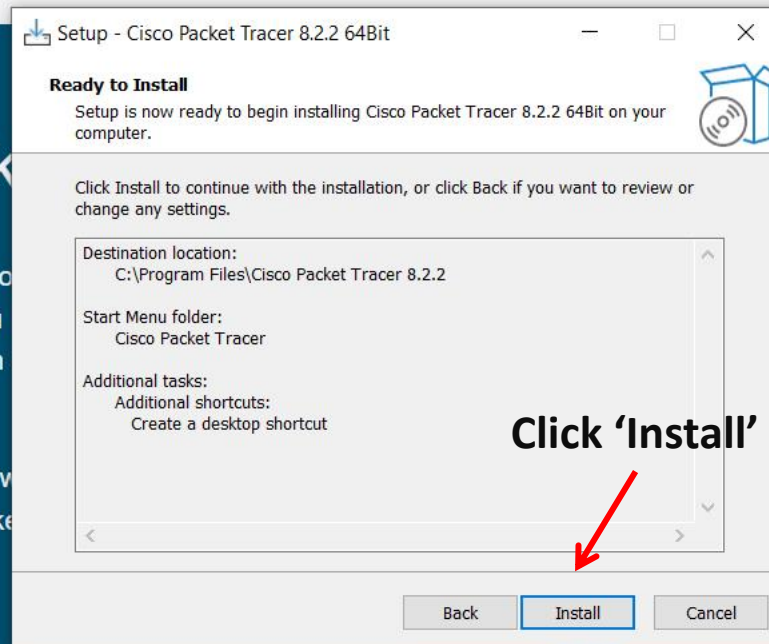 Setup - Cisco Packet Tracer 8.2.2 64Bit
Ready to Install
Setup is now ready to begin installing Cisco Packet Tracer 8.2.2 64Bit on your
computer.
Click Install to continue with the installation, or click Back if you want to review or
change any settings.
Destination location:
C:\Program Files\Cisco Packet Tracer 8.2.2
Start Menu folder:
Cisco Packet Tracer
Additional tasks:
Additional shortcuts:
Create a desktop shortcut
Click ‘Install’
Back
Install
Cancel